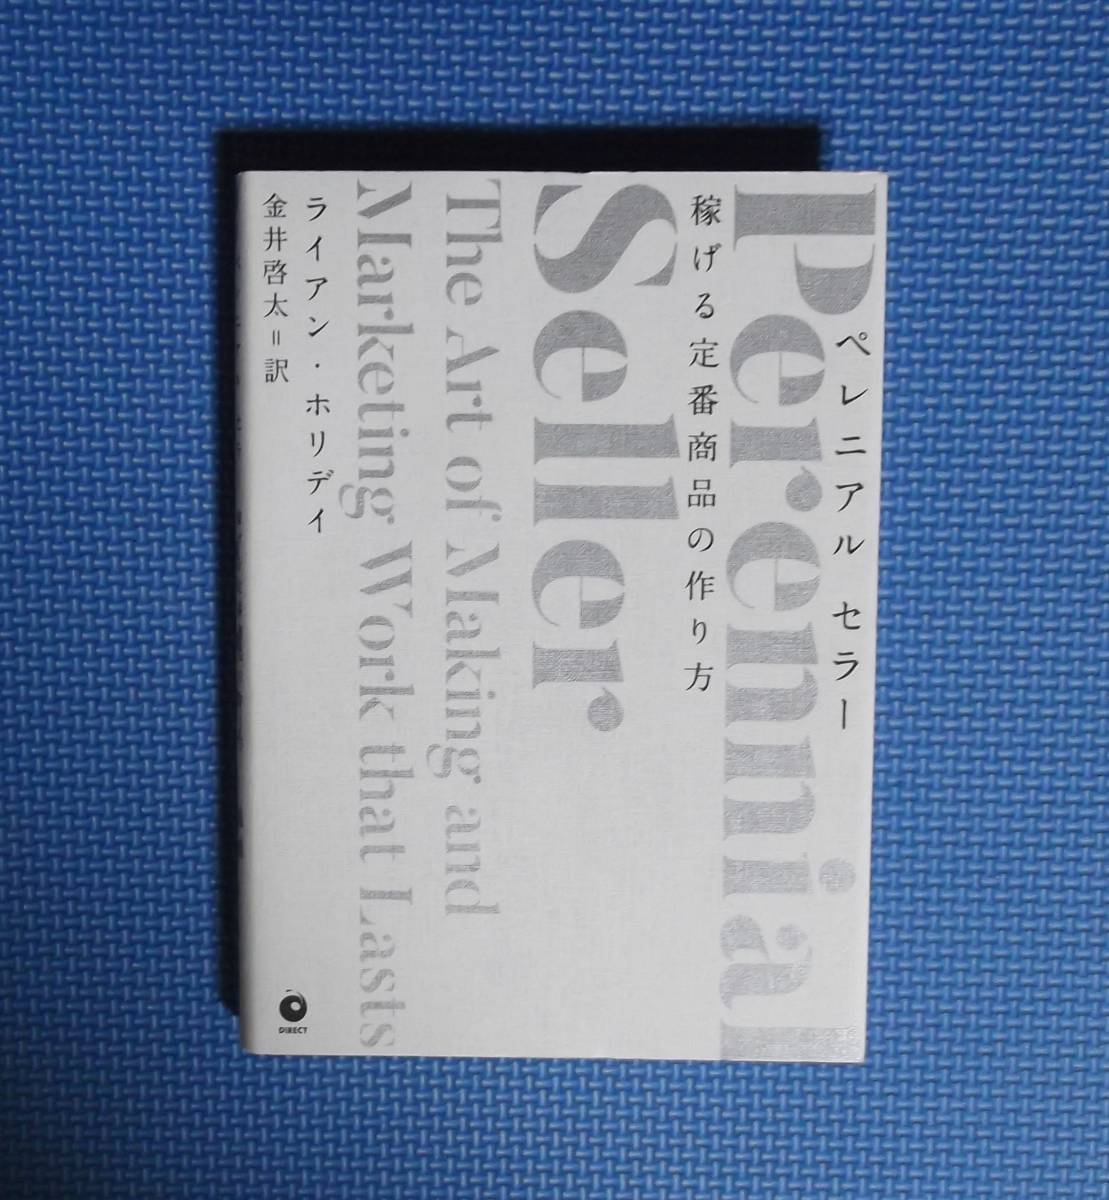 Perennial
ペレニアル セラー
稼げる定番商品の作り方
Seller
The Art of Making and
Marketing Work that Lasts
ライアン・ホリデイ
金井啓太=訳
DIRECT